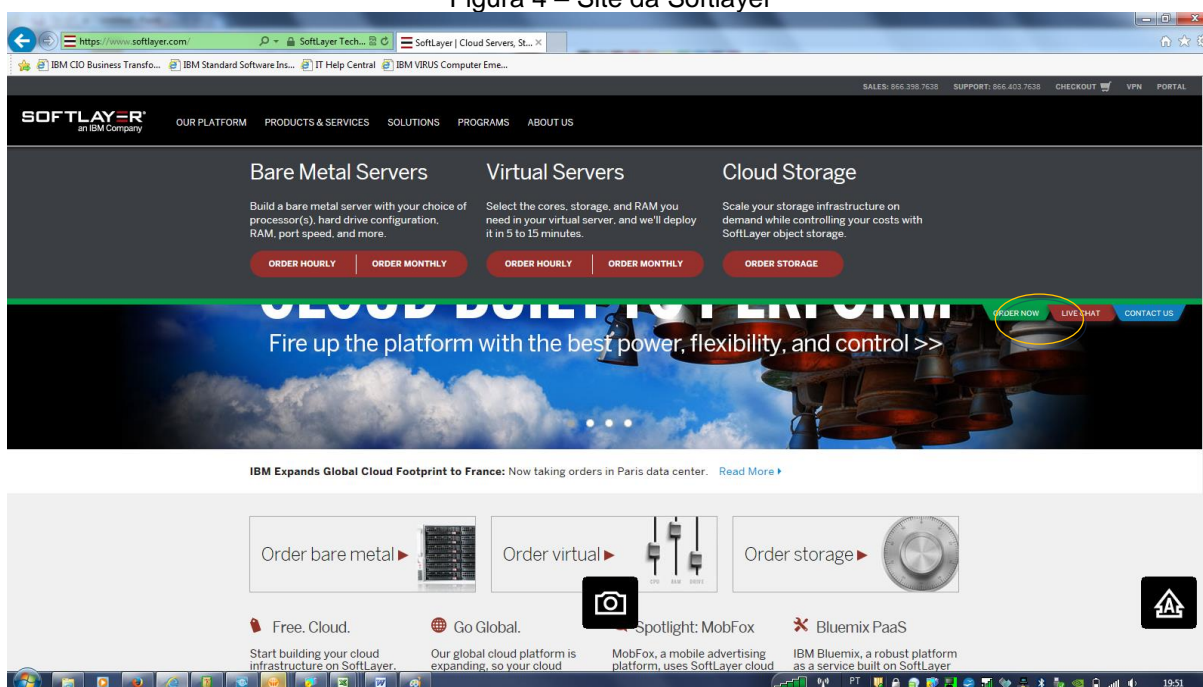 Figura 4 – Site da Softlayer
https://www.softlayer.com/
SoftLayer Tech...
SoftLayer | Cloud Servers, St...
IBM CIO Business Transfo...
IBM Standard Software Ins...
IT Help Central
IBM VIRUS Computer Eme...
SALES: 866.398.7638 SUPPORT: 866.403.7638 CHECKOUT VPN PORTAL
SOFTLAYER
an IBM Company
OUR PLATFORM PRODUCTS & SERVICES SOLUTIONS PROGRAMS ABOUT US
Bare Metal Servers
Build a bare metal server with your choice of
processor(s), hard drive configuration,
RAM, port speed, and more.
ORDER HOURLY ORDER MONTHLY
Virtual Servers
Select the cores, storage, and RAM you
need in your virtual server, and we'll deploy
it in 5 to 15 minutes.
ORDER HOURLY ORDER MONTHLY
Cloud Storage
Scale your storage infrastructure on
demand while controlling your costs with
SoftLayer object storage.
ORDER STORAGE
CLOUD BUILT TO PERFORM
ORDER NOW LIVE CHAT CONTACT US
Fire up the platform with the best power, flexibility, and control >>
IBM Expands Global Cloud Footprint to France: Now taking orders in Paris data center. Read More
Order bare metal
Order virtual
CPU RAM DRIVE
Order storage
Free. Cloud.
Start building your cloud
infrastructure on SoftLayer.
Go Global.
Our global cloud platform is
expanding, so your cloud
Spotlight: MobFox
MobFox, a mobile advertising
platform, uses SoftLayer cloud
Bluemix PaaS
IBM Bluemix, a robust platform
as a service built on SoftLayer
PT
19:51